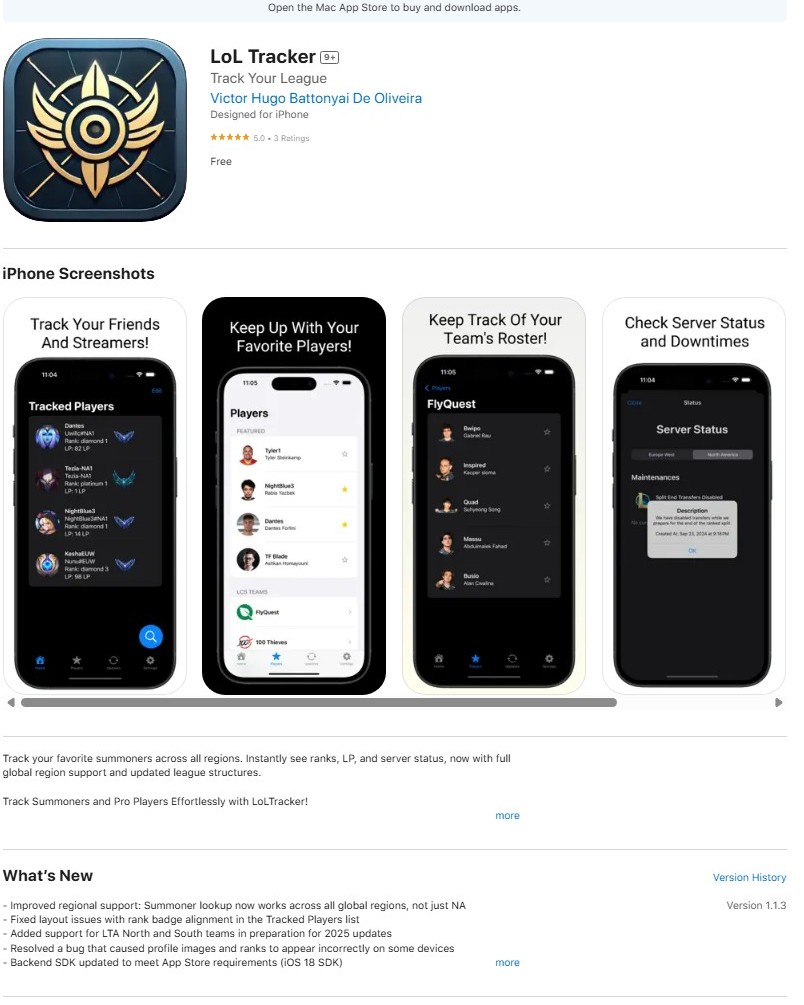 Open the Mac App Store to buy and download apps.
LoL Tracker 9+
Track Your League
Victor Hugo Battonyai De Oliveira
Designed for iPhone
5.0 • 3 Ratings
Free
iPhone Screenshots
Track Your Friends
And Streamers!
11:04
Edit
Tracked Players
Dantes
Rank: diamond 1
LP: 82 LP
Tezla-NA1
Tezla-NA1
Rank: platinum 1
LP: 1 LP
NightBlue3
NightBlue3#NA1
Rank: diamond 1
LP: 14 LP
KeshaEUW
Nunu#EUW
Rank: diamond 3
LP: 98 LP
Keep Up With Your
Favorite Players!
11:05
Players
FEATURED
Tyler1
Tyler Steinkamp
NightBlue3
Rabia Yazbek
Dantes
Dantes Forlini
TF Blade
Ashkan Homayouni
LCS TEAMS
FlyQuest
100 Thieves
Home
Players
Updates
Settings
Keep Track Of Your
Team's Roster!
11:05
Players
FlyQuest
Bwipo
Gabriel Rau
Inspired
Kacper sloma
Quad
Suhyeong Song
Massu
Abdulmalek Fahad
Busio
Alan Cwalina
Check Server Status
and Downtimes
11:04
Close
Status
Server Status
Europe West
North America
Maintenances
Split End Transfers Disabled
Description
We have disabled transfers while we
prepare for the end of the ranked split.
Created At: Sep 23, 2024 at 9:18 PM
OK
Track your favorite summoners across all regions. Instantly see ranks, LP, and server status, now with full
global region support and updated league structures.
Track Summoners and Pro Players Effortlessly with LoLTracker!
more
What’s New
Version History
- Improved regional support: Summoner lookup now works across all global regions, not just NA
Version 1.1.3
- Fixed layout issues with rank badge alignment in the Tracked Players list
- Added support for LTA North and South teams in preparation for 2025 updates
- Resolved a bug that caused profile images and ranks to appear incorrectly on some devices
- Backend SDK updated to meet App Store requirements (iOS 18 SDK)
more